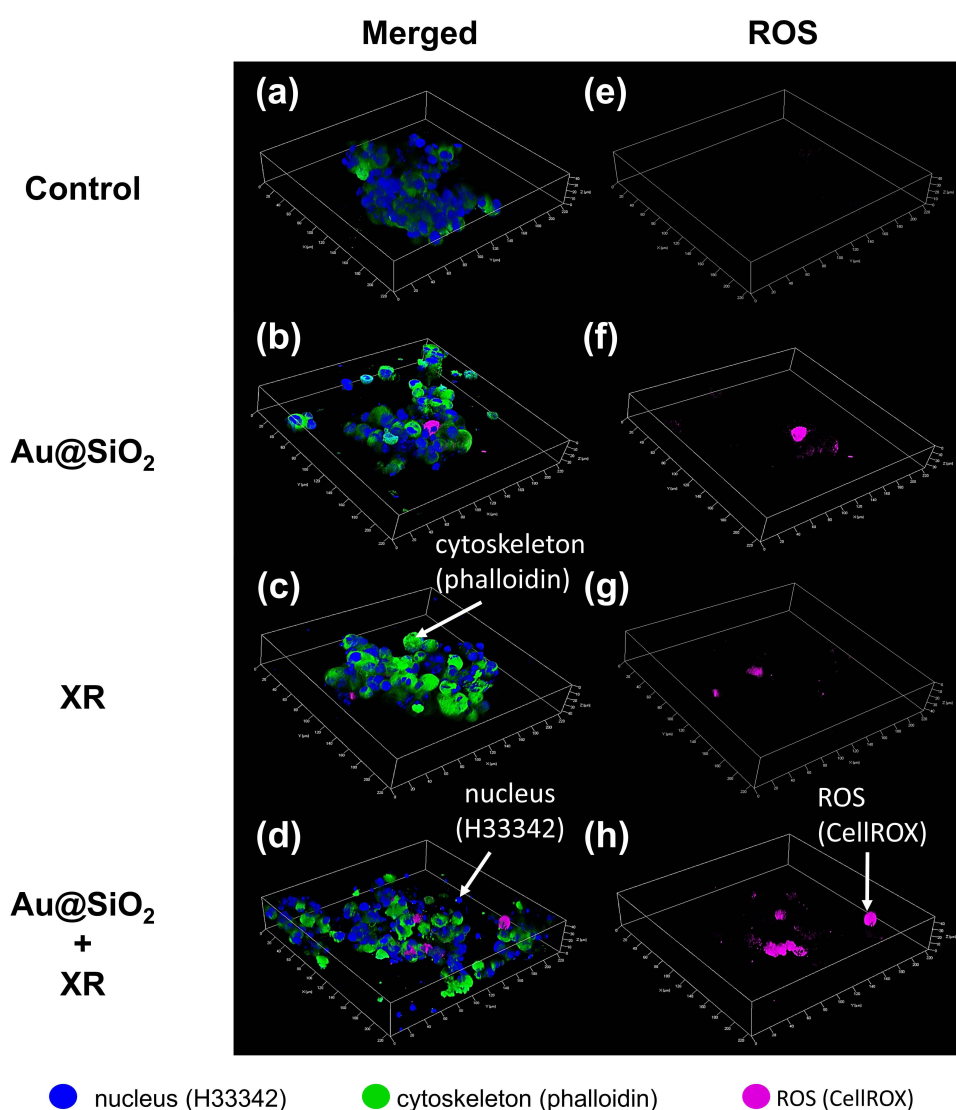 Merged
ROS
Control
(a)
(e)
Au@SiO₂
(b)
(f)
XR
cytoskeleton
(phalloidin)
(c)
(g)
Au@SiO₂
+
XR
nucleus
(H33342)
(d)
ROS
(CellROX)
(h)
nucleus (H33342)
cytoskeleton (phalloidin)
ROS (CellROX)